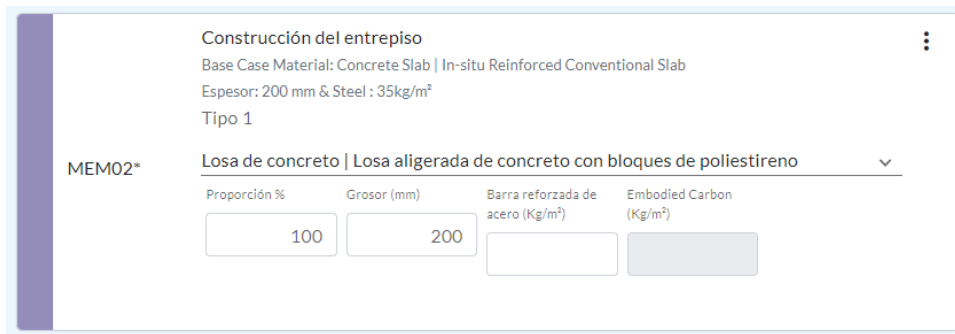 Construcción del entrepiso
Base Case Material: Concrete Slab | In-situ Reinforced Conventional Slab
Espesor: 200 mm & Steel : 35kg/m²
Tipo 1
MEM02*
Losa de concreto | Losa aligerada de concreto con bloques de poliestireno
Proporción %
Grosor (mm)
Barra reforzada de
acero (Kg/m²)
Embodied Carbon
(Kg/m²)
100
200